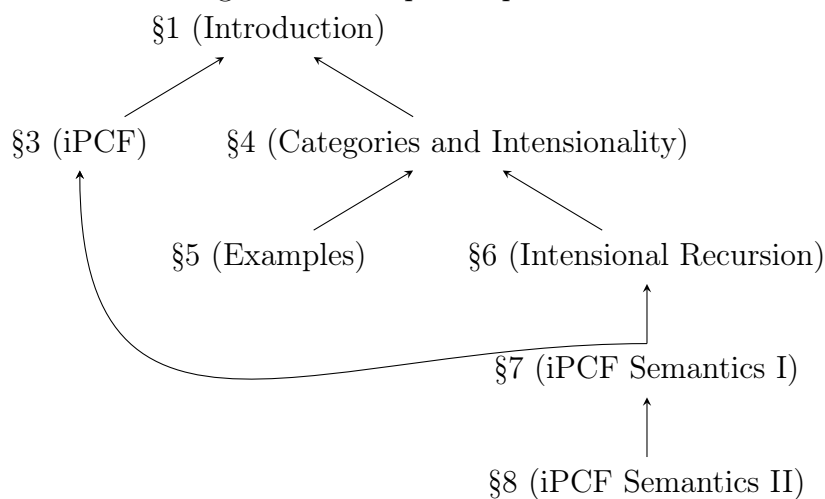 §1 (Introduction)
§3 (iPCF)
§4 (Categories and Intensionality)
§5 (Examples)
§6 (Intensional Recursion)
§7 (iPCF Semantics I)
§8 (iPCF Semantics II)